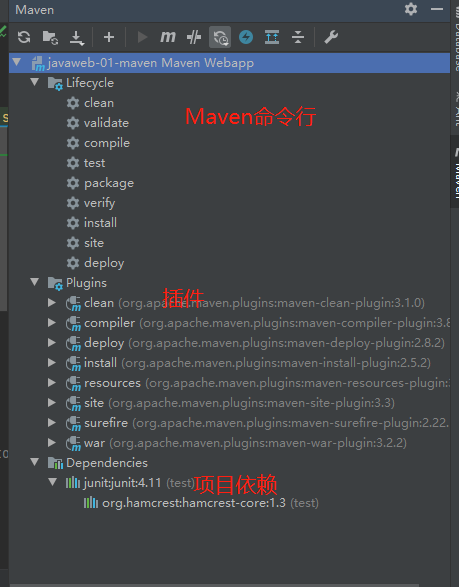 Maven
javaweb-01-maven Maven Webapp
Lifecycle
clean
Maven命令行
validate
compile
test
package
verify
install
site
deploy
Plugins
插件
clean (org.apache.maven.plugins:maven-clean-plugin:3.1.0)
compiler (org.apache.maven.plugins:maven-compiler-plugin:3.8
deploy (org.apache.maven.plugins:maven-deploy-plugin:2.8.2)
install (org.apache.maven.plugins:maven-install-plugin:2.5.2)
resources (org.apache.maven.plugins:maven-resources-plugin:
site (org.apache.maven.plugins:maven-site-plugin:3.3)
surefire (org.apache.maven.plugins:maven-surefire-plugin:2.22.
war (org.apache.maven.plugins:maven-war-plugin:3.2.2)
Dependencies
junit:junit:4.11 (test)
项目依赖
org.hamcrest:hamcrest-core:1.3 (test)